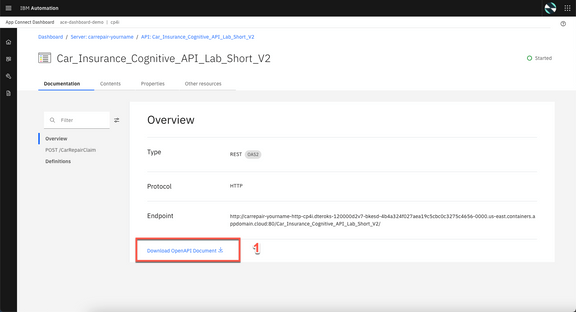 IBM Automation
App Connect Dashboard ace-dashboard-demo | cp4i
Dashboard / Server: carrepair-yourname / API: Car_Insurance_Cognitive_API_Lab_Short_V2
Car_Insurance_Cognitive_API_Lab_Short_V2
Started
Documentation Contents Properties Other resources
Filter
Overview
POST /CarRepairClaim
Definitions
Overview
Type REST OAS2
Protocol HTTP
Endpoint
http://carrepair-yourname-http-cp4i.dteroks-120000d2v7-bkesd-4b4a324f027aea19c5cbc0c3275c4656-0000.us-east.containers.a
ppdomain.cloud:80/Car_Insurance_Cognitive_API_Lab_Short_V2/
Download OpenAPI Document
1